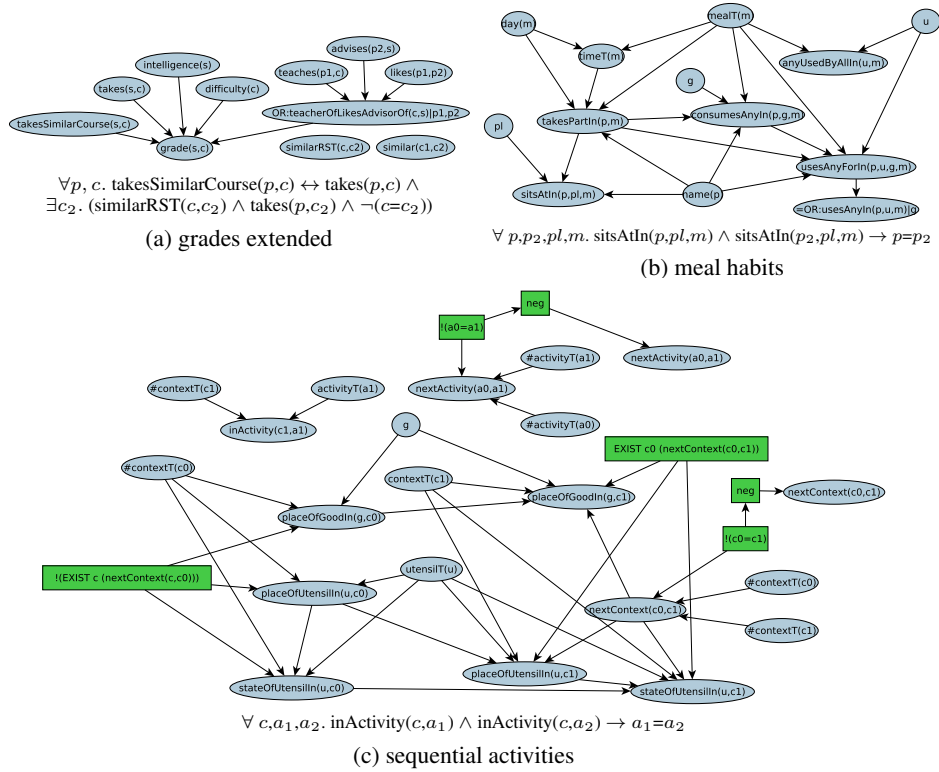 advises(p2,s)
intelligence(s)
teaches(p1,c)
likes(p1,p2)
takes(s,c)
difficulty(c)
takesSimilarCourse(s,c)
OR:teacherOfLikesAdvisorOf(c,s)|p1,p2
grade(s,c)
similarRST(c,c2)
similar(c1,c2)
∀p, c. takesSimilarCourse(p,c) ↔ takes(p,c) ∧
∃c₂. (similarRST(c,c₂) ∧ takes(p,c₂) ∧ ¬(c=c₂))
(a) grades extended
day(m)
mealT(m)
u
timeT(m)
anyUsedByAllIn(u,m)
g
pl
takesPartIn(p,m)
consumesAnyIn(p,g,m)
usesAnyForIn(p,u,g,m)
sitsAtIn(p,pl,m)
name(p)
=OR:usesAnyIn(p,u,m)|g
∀ p,p₂,pl,m. sitsAtIn(p,pl,m) ∧ sitsAtIn(p₂,pl,m) → p=p₂
(b) meal habits
neg
!(a0=a1)
#activityT(a1)
nextActivity(a0,a1)
#contextT(c1)
activityT(a1)
nextActivity(a0,a1)
inActivity(c1,a1)
g
#activityT(a0)
EXIST c0 (nextContext(c0,c1))
#contextT(c0)
contextT(c1)
placeOfGoodIn(g,c1)
neg
nextContext(c0,c1)
placeOfGoodIn(g,c0)
!(c0=c1)
!(EXIST c (nextContext(c,c0)))
utensilT(u)
placeOfUtensilIn(u,c0)
#contextT(c0)
nextContext(c0,c1)
#contextT(c1)
placeOfUtensilIn(u,c1)
stateOfUtensilIn(u,c0)
stateOfUtensilIn(u,c1)
∀ c,a₁,a₂. inActivity(c,a₁) ∧ inActivity(c,a₂) → a₁=a₂
(c) sequential activities